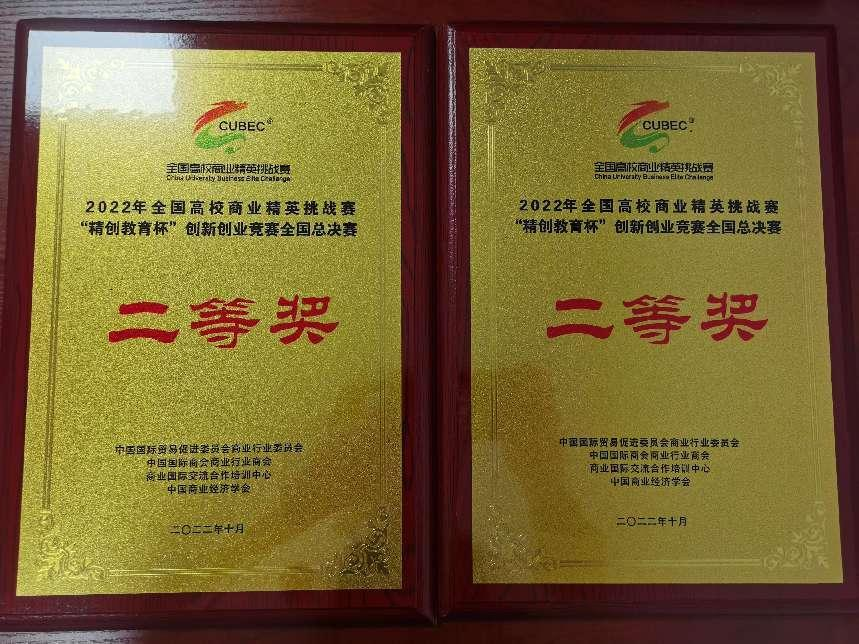 CUBEC®
全国高校商业精英挑战赛
China University Business Elite Challenge
2022年全国高校商业精英挑战赛
“精创教育杯”创新创业竞赛全国总决赛
二等奖
中国国际贸易促进委员会商业行业委员会
中国国际商会商业行业商会
商业国际交流合作培训中心
中国商业经济学会
二〇二二年十月
CUBEC®
全国高校商业精英挑战赛
China University Business Elite Challenge
2022年全国高校商业精英挑战赛
“精创教育杯”创新创业竞赛全国总决赛
二等奖
中国国际贸易促进委员会商业行业委员会
中国国际商会商业行业商会
商业国际交流合作培训中心
中国商业经济学会
二〇二二年十月